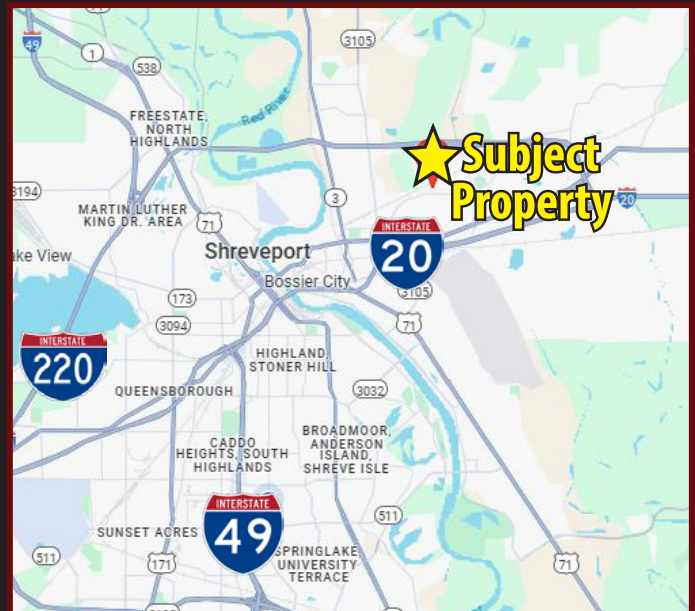 49
1
538
3105
FREESTATE,
NORTH
HIGHLANDS
Red River
Subject
Property
3194
MARTIN LUTHER
KING DR. AREA
71
3
20
ke View
Shreveport
INTERSTATE
20
Bossier City
3105
173
3094
71
INTERSTATE
220
HIGHLAND,
STONER HILL
QUEENSBOROUGH
3032
BROADMOOR,
ANDERSON
ISLAND,
SHREVE ISLE
CADDO
HEIGHTS, SOUTH
HIGHLANDS
INTERSTATE
49
511
SUNSET ACRES
SPRINGLAKE,
UNIVERSITY
TERRACE
511
171
71